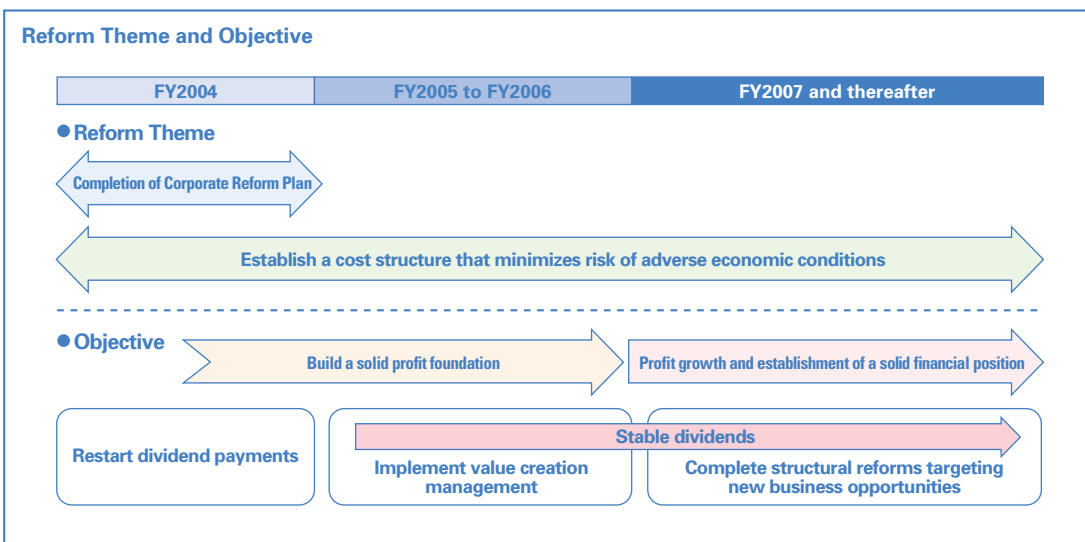 Reform Theme and Objective
FY2004
FY2005 to FY2006
FY2007 and thereafter
● Reform Theme
Completion of Corporate Reform Plan
Establish a cost structure that minimizes risk of adverse economic conditions
● Objective
Build a solid profit foundation
Profit growth and establishment of a solid financial position
Restart dividend payments
Stable dividends
Implement value creation
management
Complete structural reforms targeting
new business opportunities